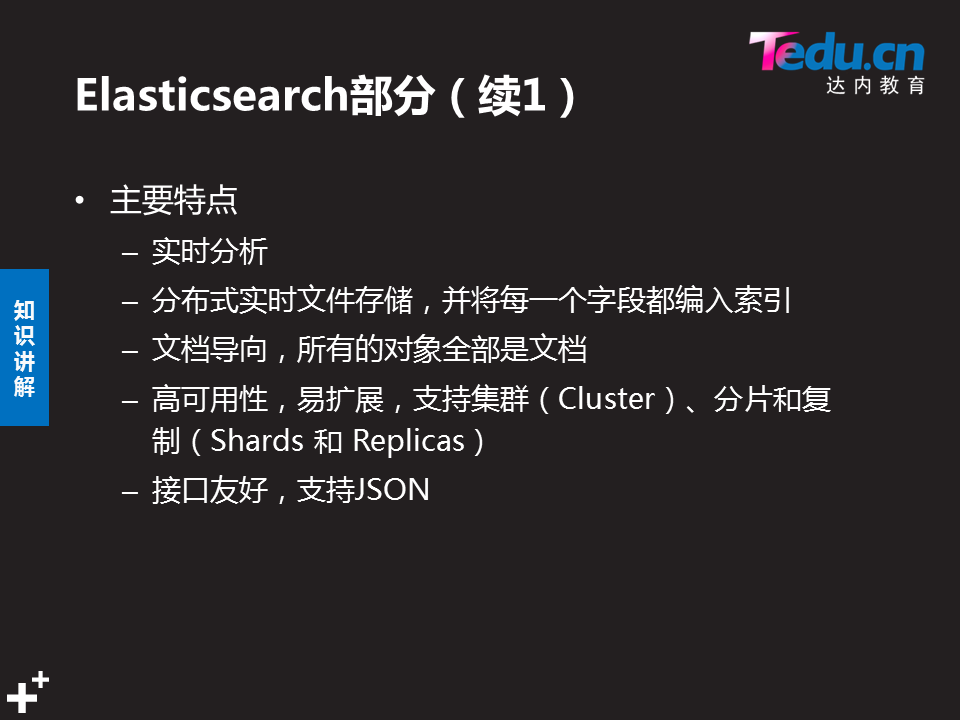 Tedu.cn
达内教育
Elasticsearch部分（续1）
• 主要特点
– 实时分析
– 分布式实时文件存储，并将每一个字段都编入索引
– 文档导向，所有的对象全部是文档
– 高可用性，易扩展，支持集群（Cluster）、分片和复
制（Shards 和 Replicas）
– 接口友好，支持JSON
知
识
讲
解